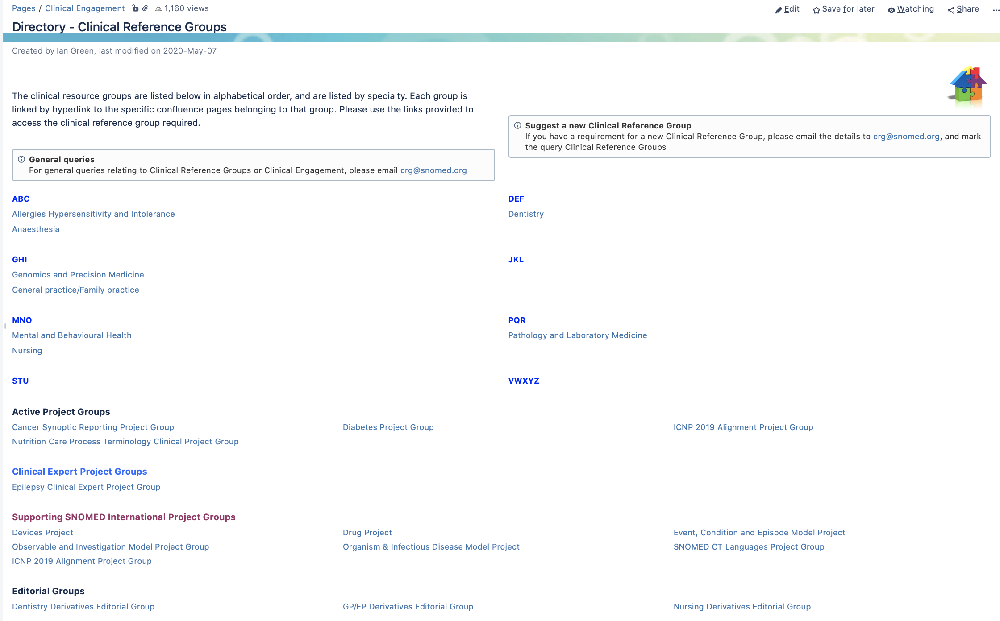 Pages / Clinical Engagement 1,160 views
Edit Save for later Watching Share ...
Directory - Clinical Reference Groups
Created by Ian Green, last modified on 2020-May-07
The clinical resource groups are listed below in alphabetical order, and are listed by specialty. Each group is
linked by hyperlink to the specific confluence pages belonging to that group. Please use the links provided to
access the clinical reference group required.
Suggest a new Clinical Reference Group
If you have a requirement for a new Clinical Reference Group, please email the details to crg@snomed.org, and mark
the query Clinical Reference Groups
General queries
For general queries relating to Clinical Reference Groups or Clinical Engagement, please email crg@snomed.org
ABC
Allergies Hypersensitivity and Intolerance
Anaesthesia
DEF
Dentistry
GHI
Genomics and Precision Medicine
General practice/Family practice
JKL
MNO
Mental and Behavioural Health
Nursing
PQR
Pathology and Laboratory Medicine
STU
VWXYZ
Active Project Groups
Cancer Synoptic Reporting Project Group
Diabetes Project Group
ICNP 2019 Alignment Project Group
Nutrition Care Process Terminology Clinical Project Group
Clinical Expert Project Groups
Epilepsy Clinical Expert Project Group
Supporting SNOMED International Project Groups
Devices Project
Drug Project
Event, Condition and Episode Model Project
Observable and Investigation Model Project Group
Organism & Infectious Disease Model Project
SNOMED CT Languages Project Group
ICNP 2019 Alignment Project Group
Editorial Groups
Dentistry Derivatives Editorial Group
GP/FP Derivatives Editorial Group
Nursing Derivatives Editorial Group